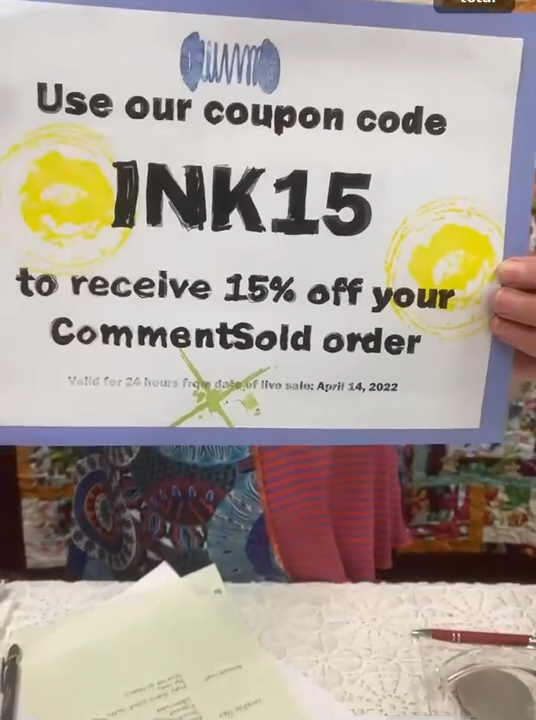 total
Use our coupon code
INK15
to receive 15% off your
CommentSold order
Valid for 24 hours from date of live sale: April 14, 2022